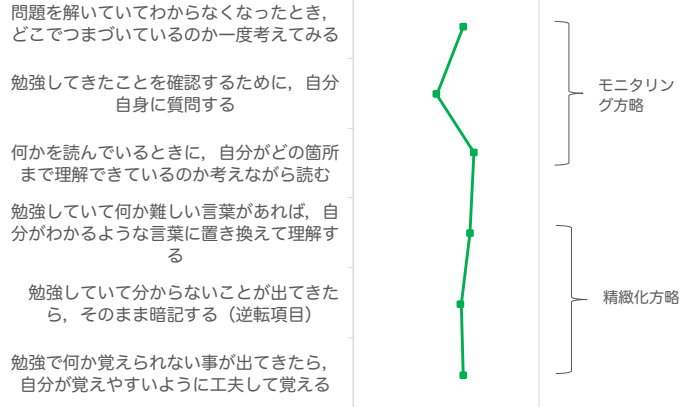 問題を解いていてわからなくなったとき，
どこでつまづいているのか一度考えてみる
勉強してきたことを確認するために，自分
自身に質問する
何かを読んでいるときに，自分がどの箇所
まで理解できているのか考えながら読む
勉強していて何か難しい言葉があれば，自
分がわかるような言葉に置き換えて理解す
る
勉強していて分からないことが出てきた
ら，そのまま暗記する（逆転項目）
勉強で何か覚えられない事が出てきたら，
自分が覚えやすいように工夫して覚える
モニタリン
グ方略
精緻化方略